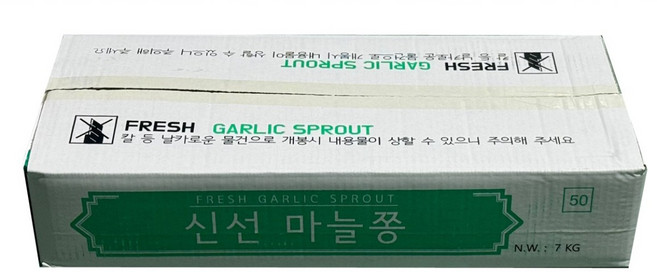 FRESH GARLIC SPROUT
칼 등 날카로운 물건으로 개봉시 내용물이 상할 수 있으니 주의해 주세요
FRESH GARLIC SPROUT
칼 등 날카로운 물건으로 개봉시 내용물이 상할 수 있으니 주의해 주세요
FRESH GARLIC SPROUT
신선 마늘쫑
50
N.W. : 7 KG